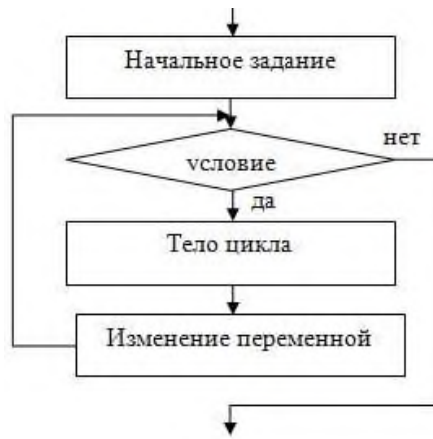 Начальное задание
нет
условие
да
Тело цикла
Изменение переменной